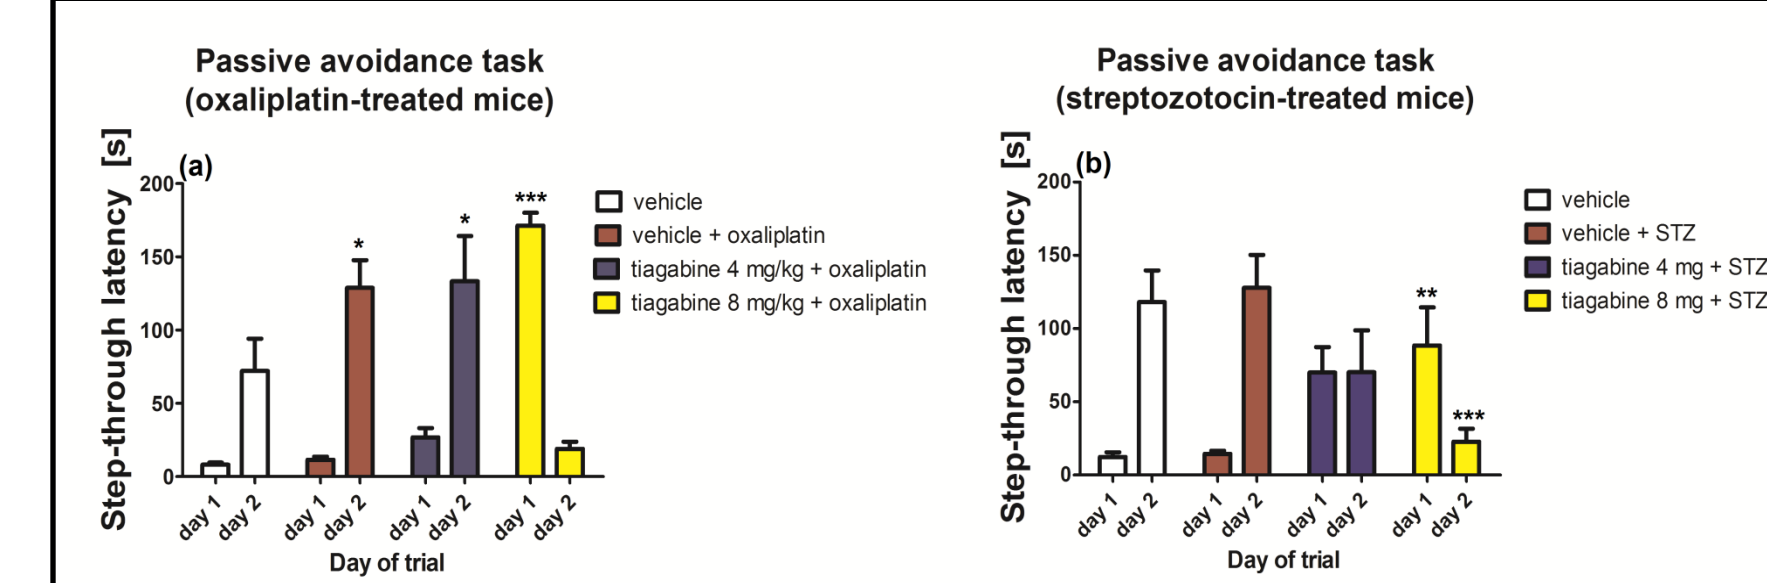 Passive avoidance task
(oxaliplatin-treated mice)
Step-through latency [s]
(a)
200
150
100
50
0
*
*
***
day 1
day 2
day 1
day 2
day 1
day 2
day 1
day 2
Day of trial
vehicle
vehicle + oxaliplatin
tiagabine 4 mg/kg + oxaliplatin
tiagabine 8 mg/kg + oxaliplatin
Passive avoidance task
(streptozotocin-treated mice)
Step-through latency [s]
(b)
200
150
100
50
0
**
***
day 1
day 2
day 1
day 2
day 1
day 2
day 1
day 2
Day of trial
vehicle
vehicle + STZ
tiagabine 4 mg + STZ
tiagabine 8 mg + STZ